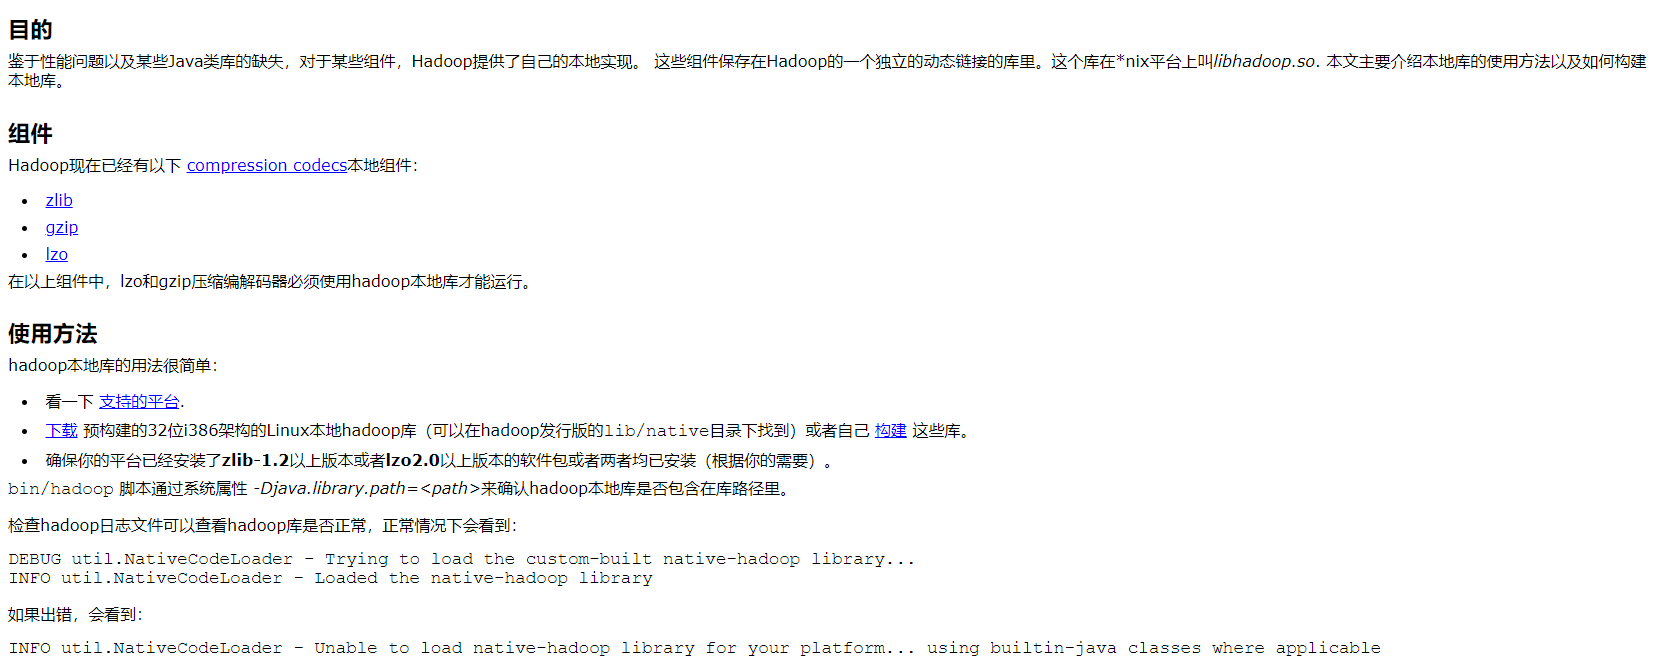 目的
鉴于性能问题以及某些Java类库的缺失，对于某些组件，Hadoop提供了自己的本地实现。 这些组件保存在Hadoop的一个独立的动态链接的库里。这个库在*nix平台上叫libhadoop.so. 本文主要介绍本地库的使用方法以及如何构建
本地库。
组件
Hadoop现在已经有以下 compression codecs本地组件：
• zlib
• gzip
• lzo
在以上组件中，lzo和gzip压缩编解码器必须使用hadoop本地库才能运行。
使用方法
hadoop本地库的用法很简单：
• 看一下 支持的平台.
• 下载 预构建的32位i386架构的Linux本地hadoop库（可以在hadoop发行版的lib/native目录下找到）或者自己 构建 这些库。
• 确保你的平台已经安装了zlib-1.2以上版本或者lzo2.0以上版本的软件包或者两者均已安装（根据你的需要）。
bin/hadoop 脚本通过系统属性 -Djava.library.path=<path>来确认hadoop本地库是否包含在库路径里。
检查hadoop日志文件可以查看hadoop库是否正常，正常情况下会看到：
DEBUG util.NativeCodeLoader - Trying to load the custom-built native-hadoop library...
INFO util.NativeCodeLoader - Loaded the native-hadoop library
如果出错，会看到：
INFO util.NativeCodeLoader - Unable to load native-hadoop library for your platform... using builtin-java classes where applicable